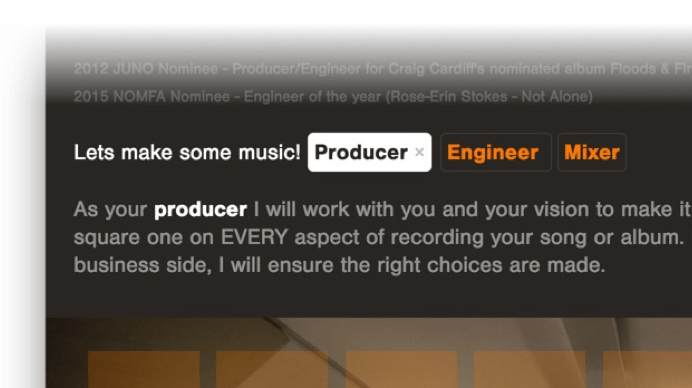 2012 JUNO Nominee - Producer/Engineer for Craig Cardiff's nominated album Floods &
2015 NOMFA Nominee - Engineer of the year (Rose-Erin Stokes - Not Alone)
Lets make some music! Producer × Engineer Mixer
As your producer I will work with you and your vision to make it
square one on EVERY aspect of recording your song or album.
business side, I will ensure the right choices are made.